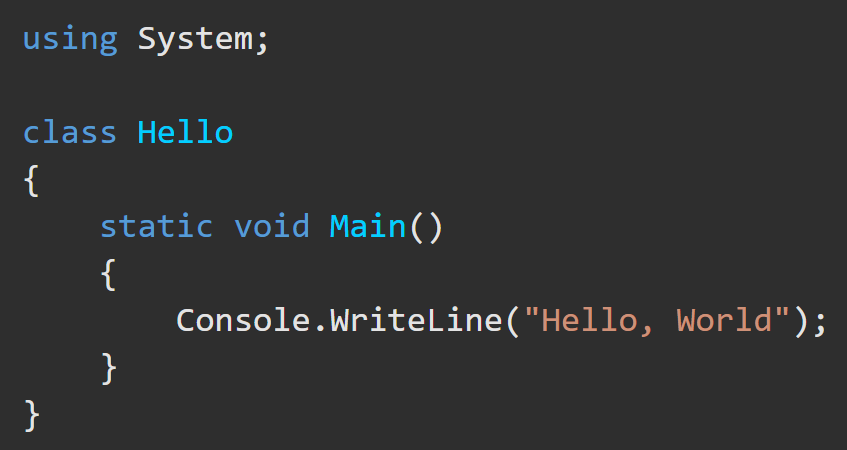 using System;

class Hello
{
    static void Main()
    {
        Console.WriteLine("Hello, World");
    }
}